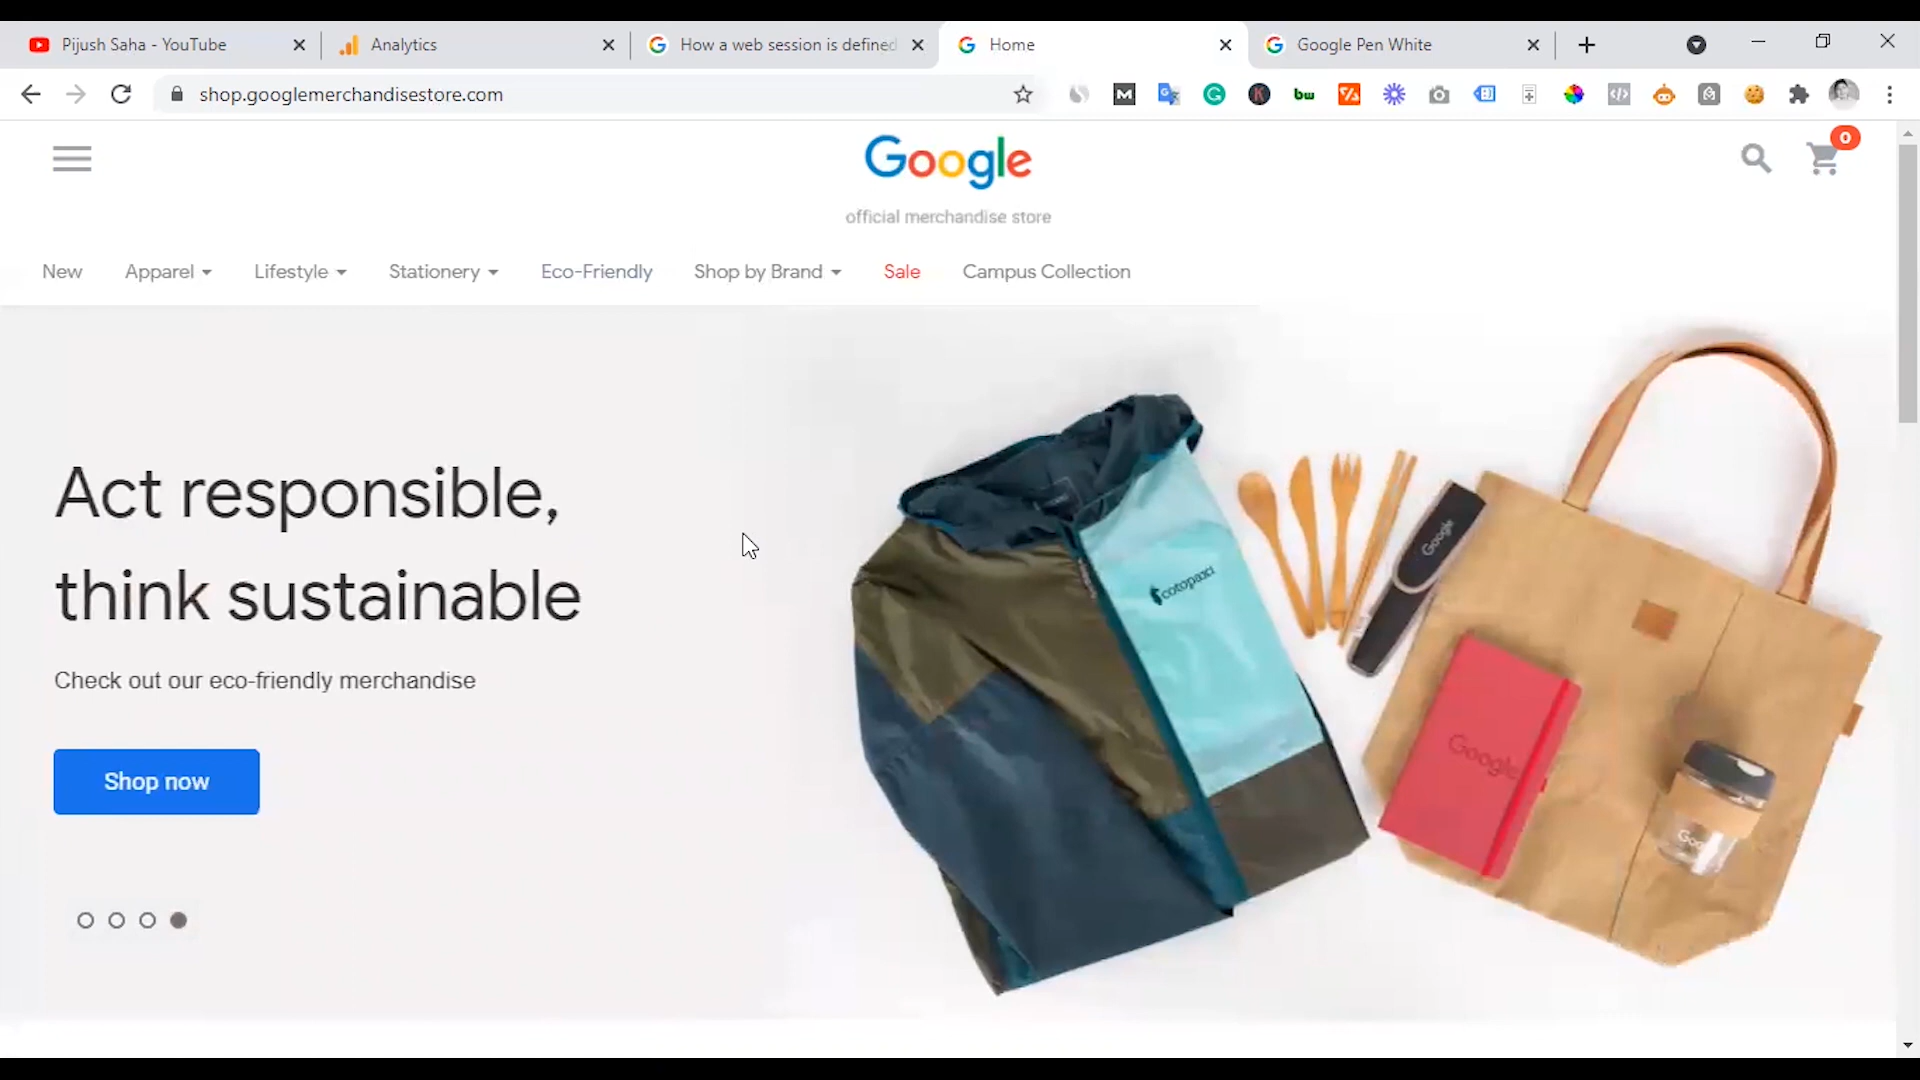 Pijush Saha - YouTube
Analytics
How a web session is defined
Home
Google Pen White
shop.googlemerchandisestore.com
M
bw
Google
0
official merchandise store
New
Apparel
Lifestyle
Stationery
Eco-Friendly
Shop by Brand
Sale
Campus Collection
Act responsible,
think sustainable
Check out our eco-friendly merchandise
Shop now
cotopaxi
Google
Google